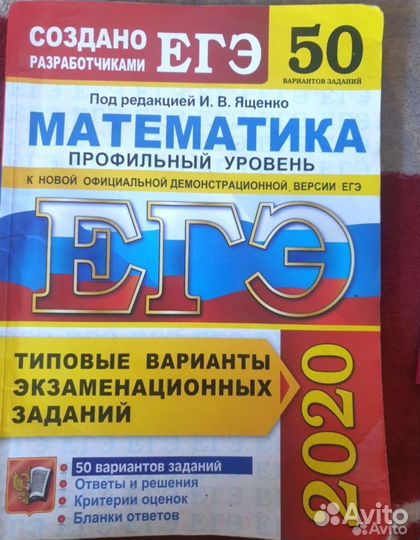 СОЗДАНО
РАЗРАБОТЧИКАМИ
ЕГЭ
50
ВАРИАНТОВ ЗАДАНИЙ
Под редакцией И. В. Ященко
МАТЕМАТИКА
ПРОФИЛЬНЫЙ УРОВЕНЬ
К НОВОЙ ОФИЦИАЛЬНОЙ ДЕМОНСТРАЦИОННОЙ ВЕРСИИ ЕГЭ
ЕГЭ
ТИПОВЫЕ ВАРИАНТЫ
ЭКЗАМЕНАЦИОННЫХ
ЗАДАНИЙ
2020
• 50 вариантов заданий
• Ответы и решения
• Критерии оценок
• Бланки ответов
Avito
Avito